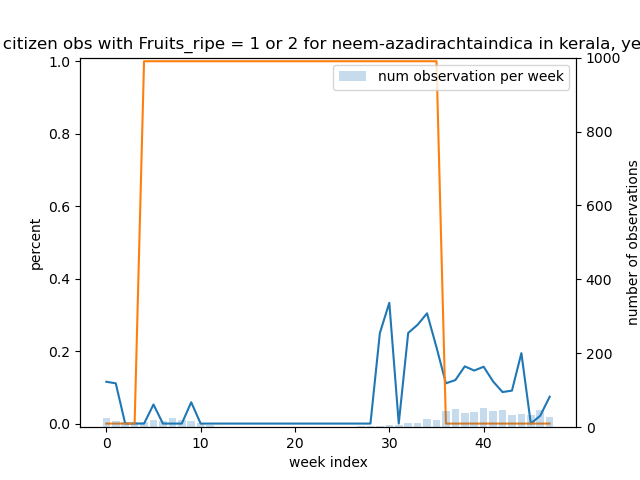 citizen obs with Fruits_ripe = 1 or 2 for neem-azadirachtaindica in kerala, ye
num observation per week
percent
1.0
0.8
0.6
0.4
0.2
0.0
number of observations
1000
800
600
400
200
0
0 10 20 30 40
week index